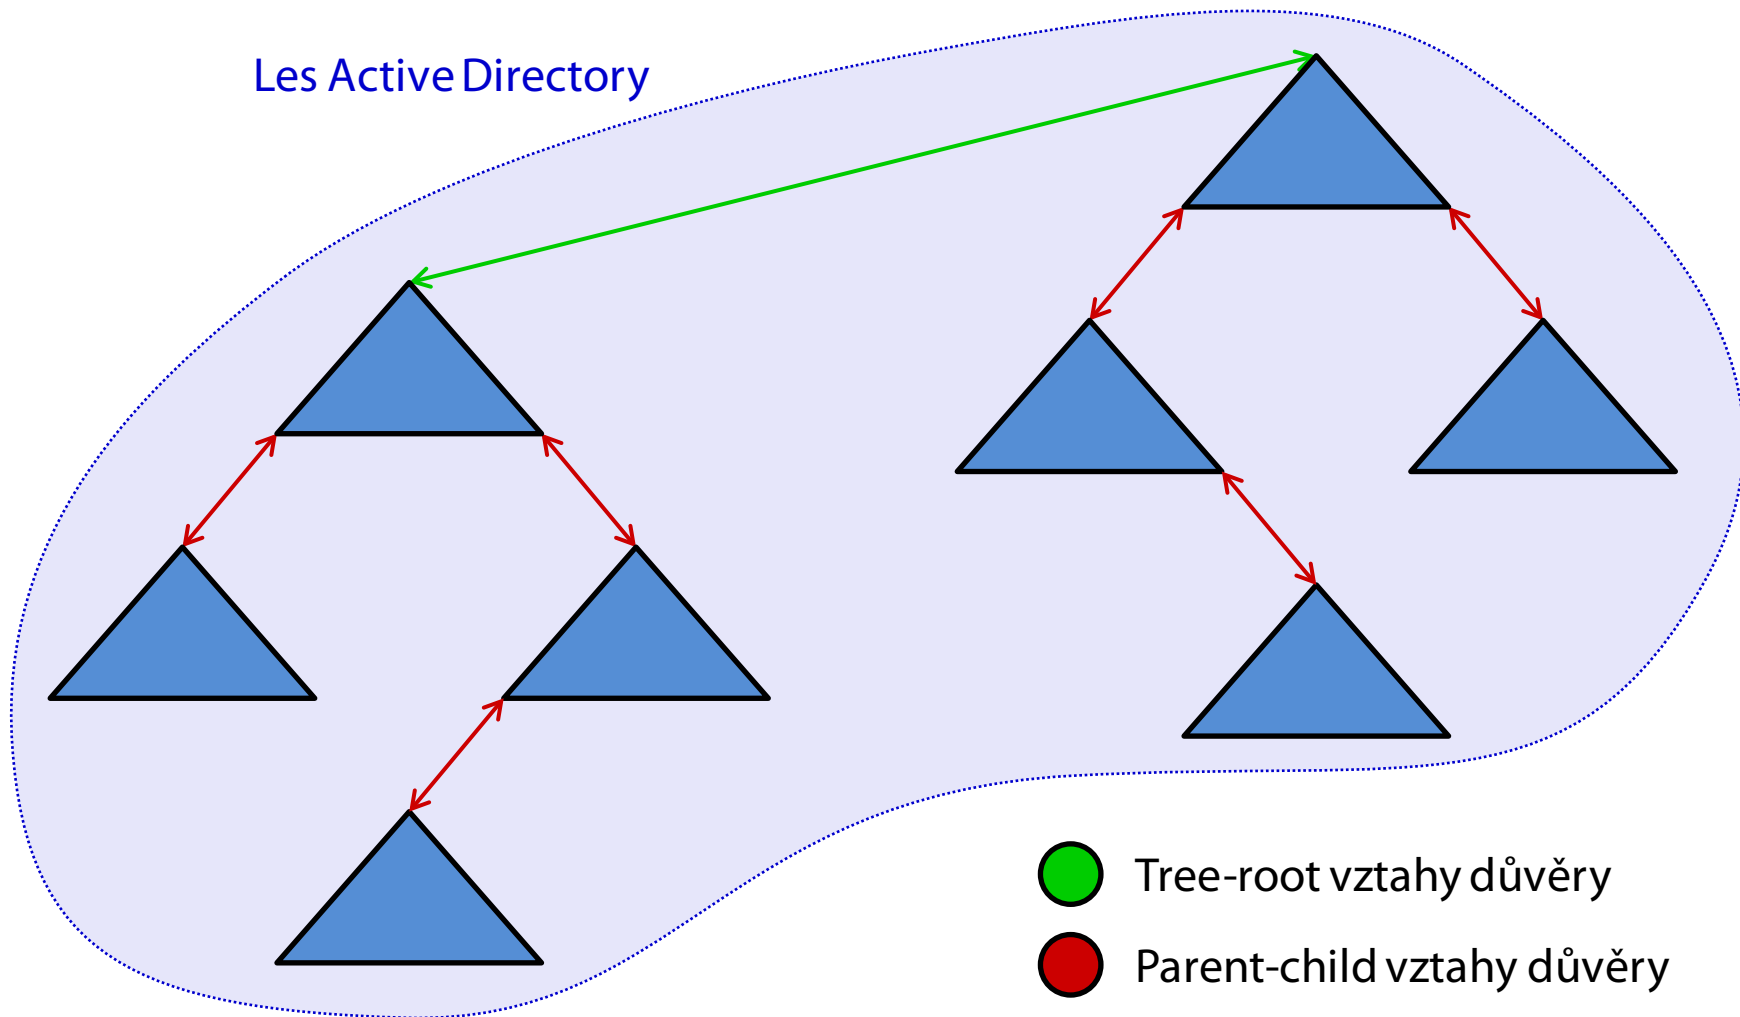 Les Active Directory
Tree-root vztahy důvěry
Parent-child vztahy důvěry